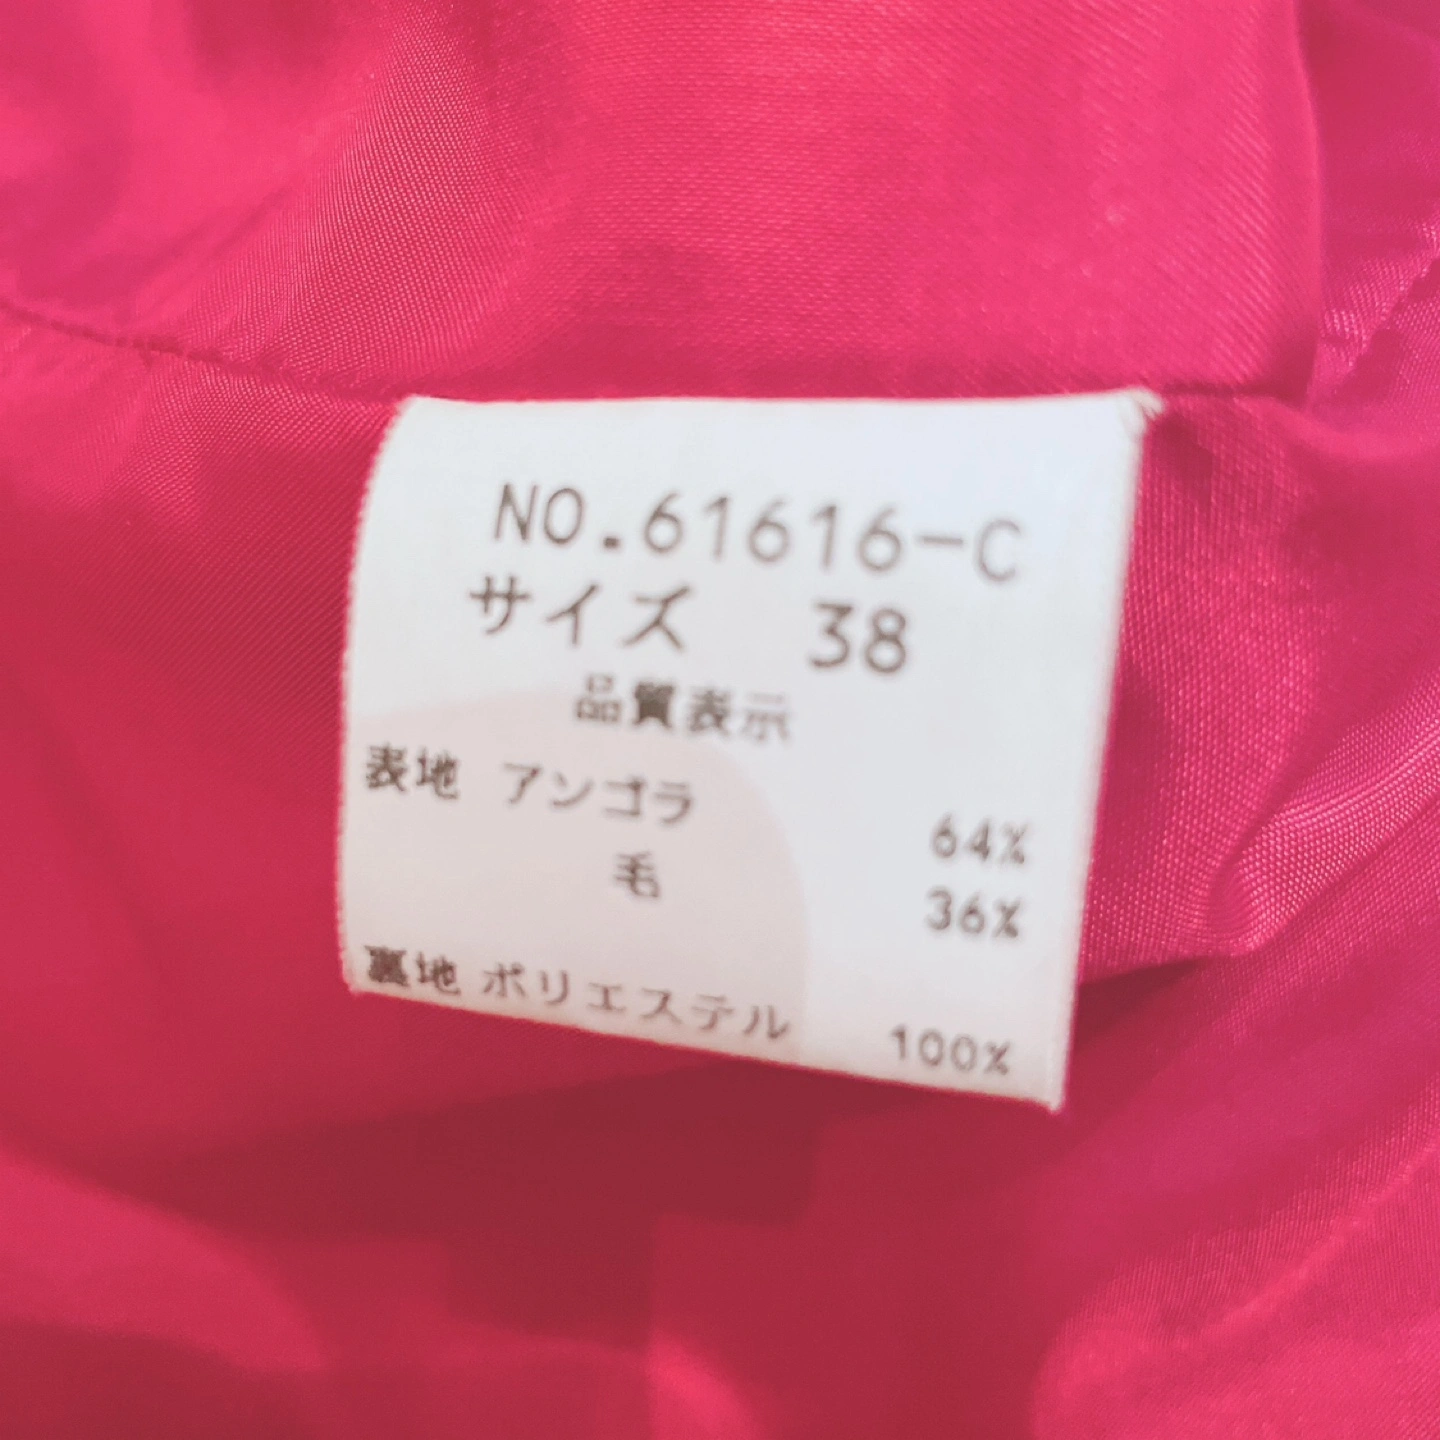 NO.61616-C
サイズ 38
品質表示
表地 アンゴラ 64%
毛 36%
裏地 ポリエステル 100%